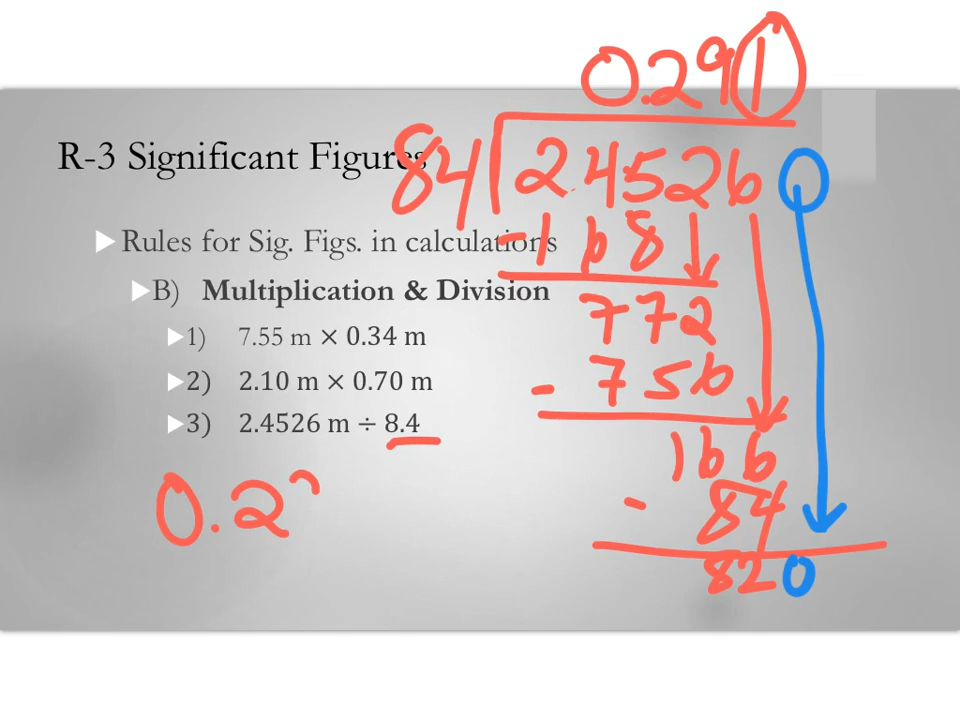 0.291
R-3 Significant Figures
84 2.4526 0
Rules for Sig. Figs. in calculations
-168
B) Multiplication & Division
772
1) 7.55 m × 0.34 m
2) 2.10 m × 0.70 m
- 756
3) 2.4526 m ÷ 8.4
166
0.2
- 84
820